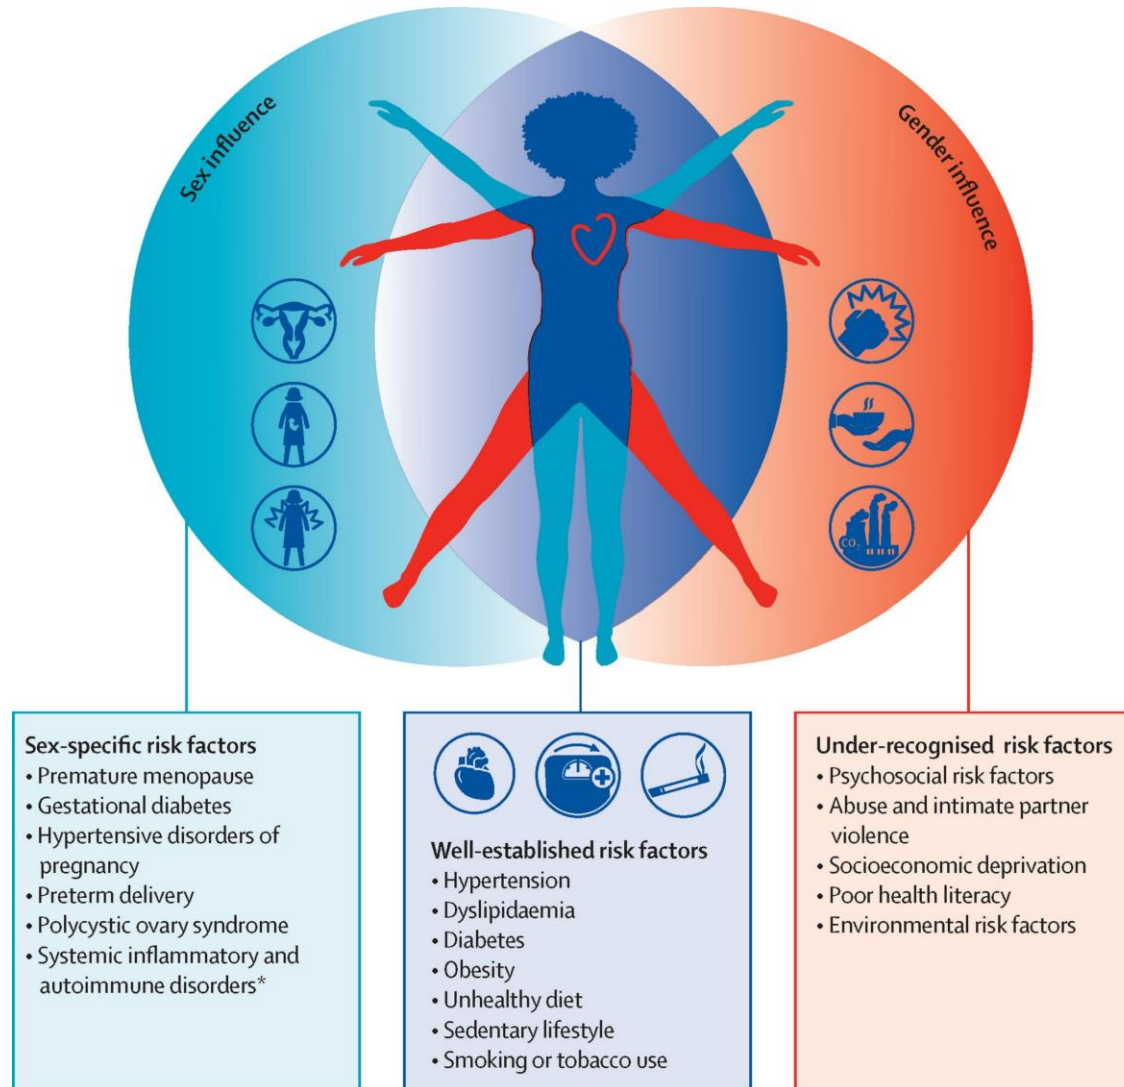 Sex influence
Gender influence
CO₂
Sex-specific risk factors
• Premature menopause
• Gestational diabetes
• Hypertensive disorders of
pregnancy
• Preterm delivery
• Polycystic ovary syndrome
• Systemic inflammatory and
autoimmune disorders*
Well-established risk factors
• Hypertension
• Dyslipidaemia
• Diabetes
• Obesity
• Unhealthy diet
• Sedentary lifestyle
• Smoking or tobacco use
Under-recognised risk factors
• Psychosocial risk factors
• Abuse and intimate partner
violence
• Socioeconomic deprivation
• Poor health literacy
• Environmental risk factors